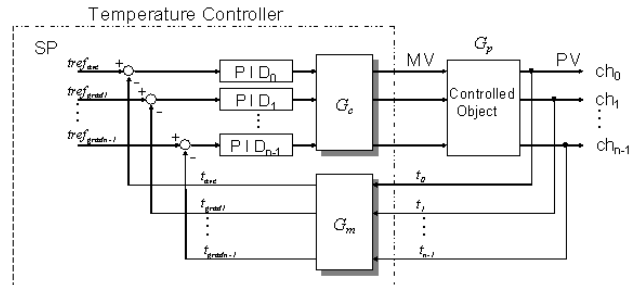 Temperature Controller
SP
MV
G_p
PV
tref_ave
PID_0
ch_0
tref_grad1
PID_1
G_c
Controlled
Object
ch_1
tref_gradn-1
PID_n-1
ch_n-1
t_ave
t_0
t_grad1
G_m
t_1
t_gradn-1
t_n-1